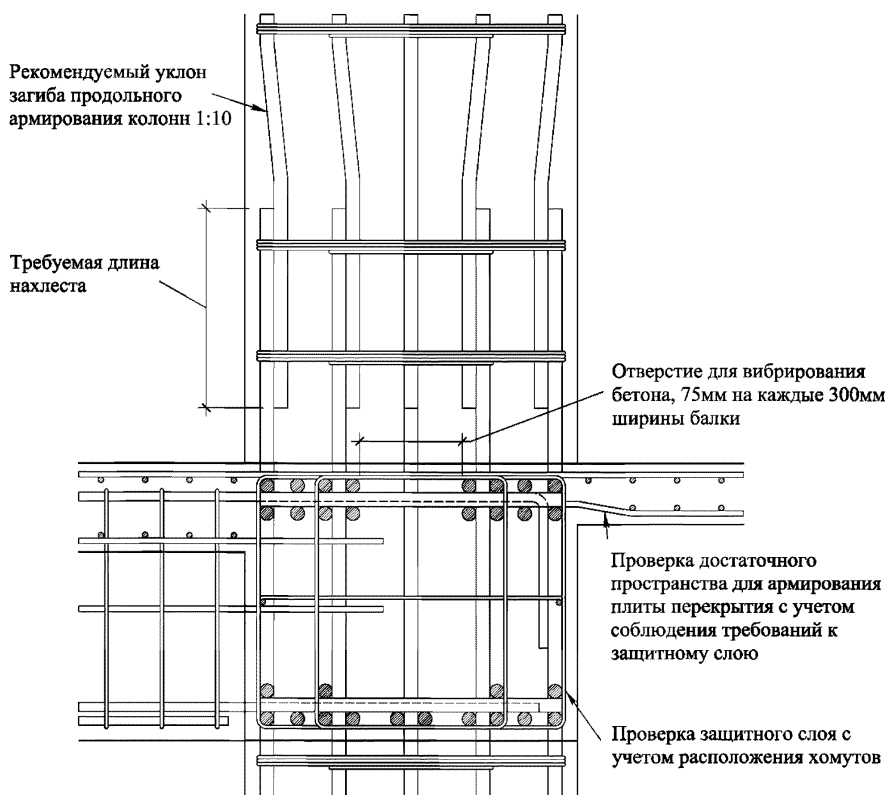 Рекомендуемый уклон
загиба продольного
армирования колонн 1:10
Требуемая длина
нахлеста
Отверстие для вибрирования
бетона, 75мм на каждые 300мм
ширины балки
Проверка достаточного
пространства для армирования
плиты перекрытия с учетом
соблюдения требований к
защитному слою
Проверка защитного слоя с
учетом расположения хомутов